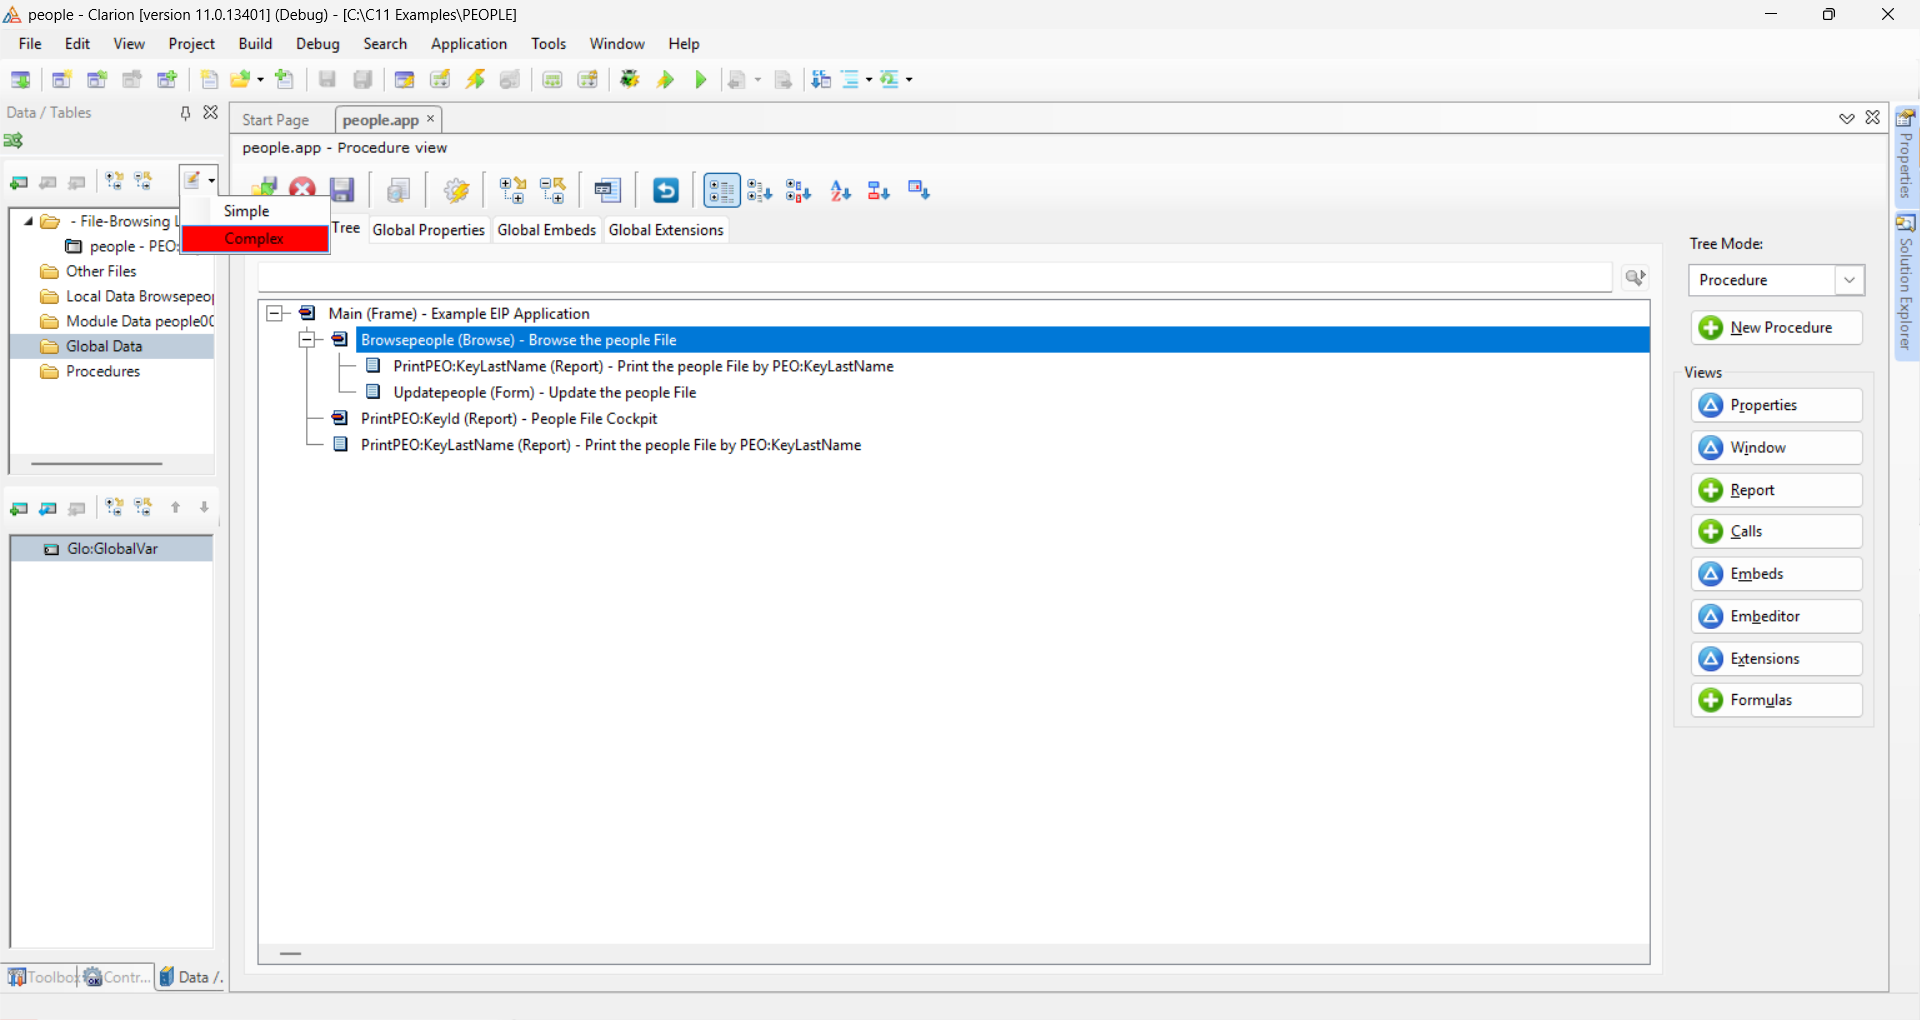 people - Clarion [version 11.0.13401] (Debug) - [C:\C11 Examples\PEOPLE]
File Edit View Project Build Debug Search Application Tools Window Help
Data / Tables
Start Page
people.app
people.app - Procedure view
Simple
Complex
- File-Browsing L
people - PEO:
Other Files
Local Data Browsepeop
Module Data people00
Global Data
Procedures
Glo:GlobalVar
Toolbox
Contr...
Data /.
Tree
Global Properties
Global Embeds
Global Extensions
Main (Frame) - Example EIP Application
Browsepeople (Browse) - Browse the people File
PrintPEO:KeyLastName (Report) - Print the people File by PEO:KeyLastName
Updatepeople (Form) - Update the people File
PrintPEO:KeyId (Report) - People File Cockpit
PrintPEO:KeyLastName (Report) - Print the people File by PEO:KeyLastName
Tree Mode:
Procedure
New Procedure
Views
Properties
Window
Report
Calls
Embeds
Embeditor
Extensions
Formulas
Properties
Solution Explorer